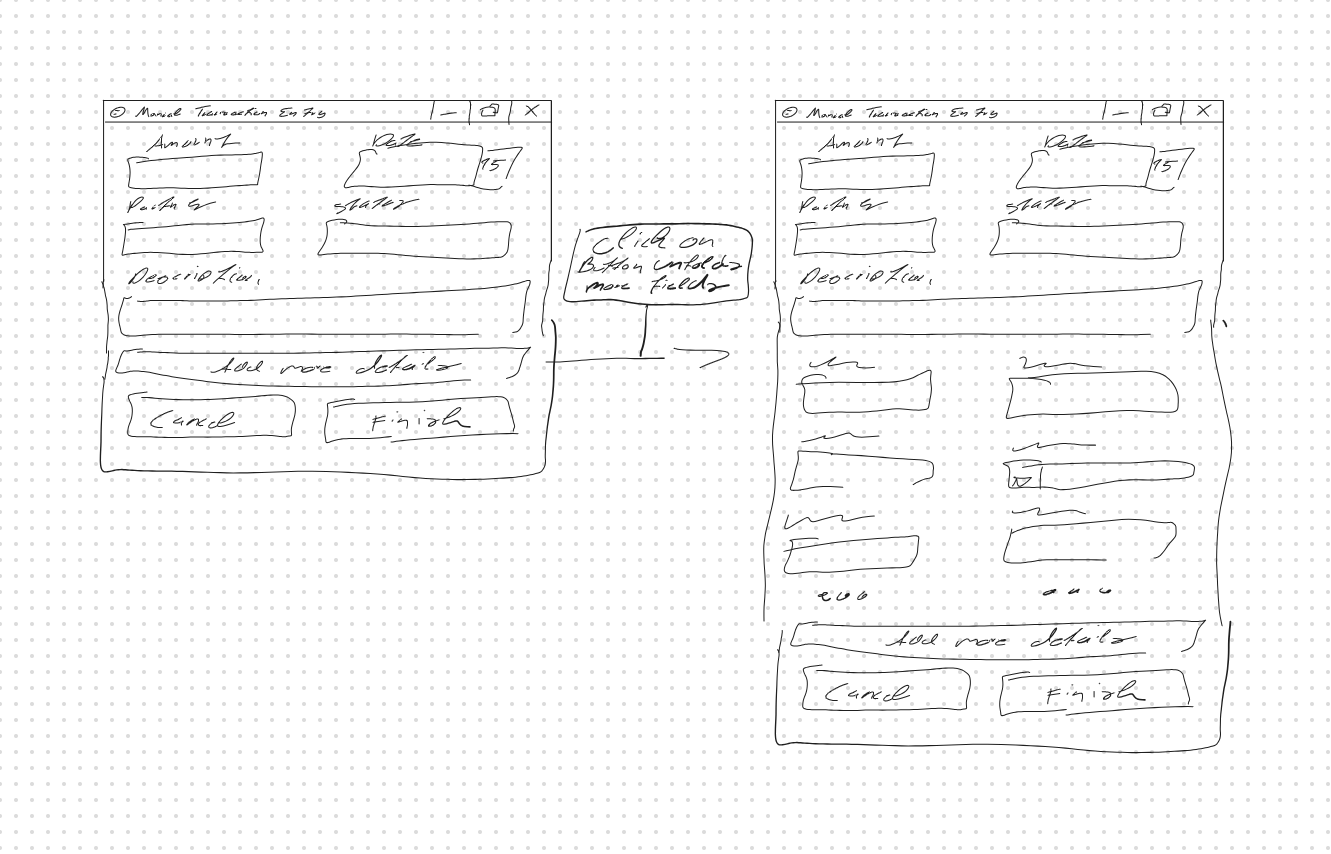 Manual Transaction Entry
Amount
Date
15
Partner
Status
Description
Add more details
Cancel
Finish
Click on
Button unfolds
more fields
Manual Transaction Entry
Amount
Date
15
Partner
Status
Description
Add more details
Cancel
Finish